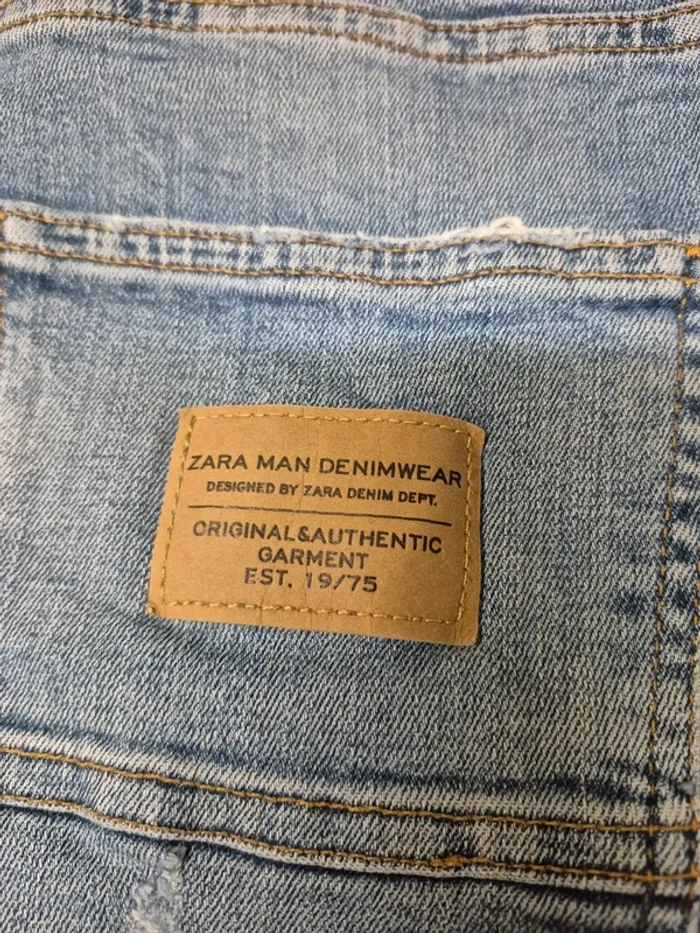 ZARA MAN DENIMWEAR
DESIGNED BY ZARA DENIM DEPT.
ORIGINAL&AUTHENTIC
GARMENT
EST. 19/75